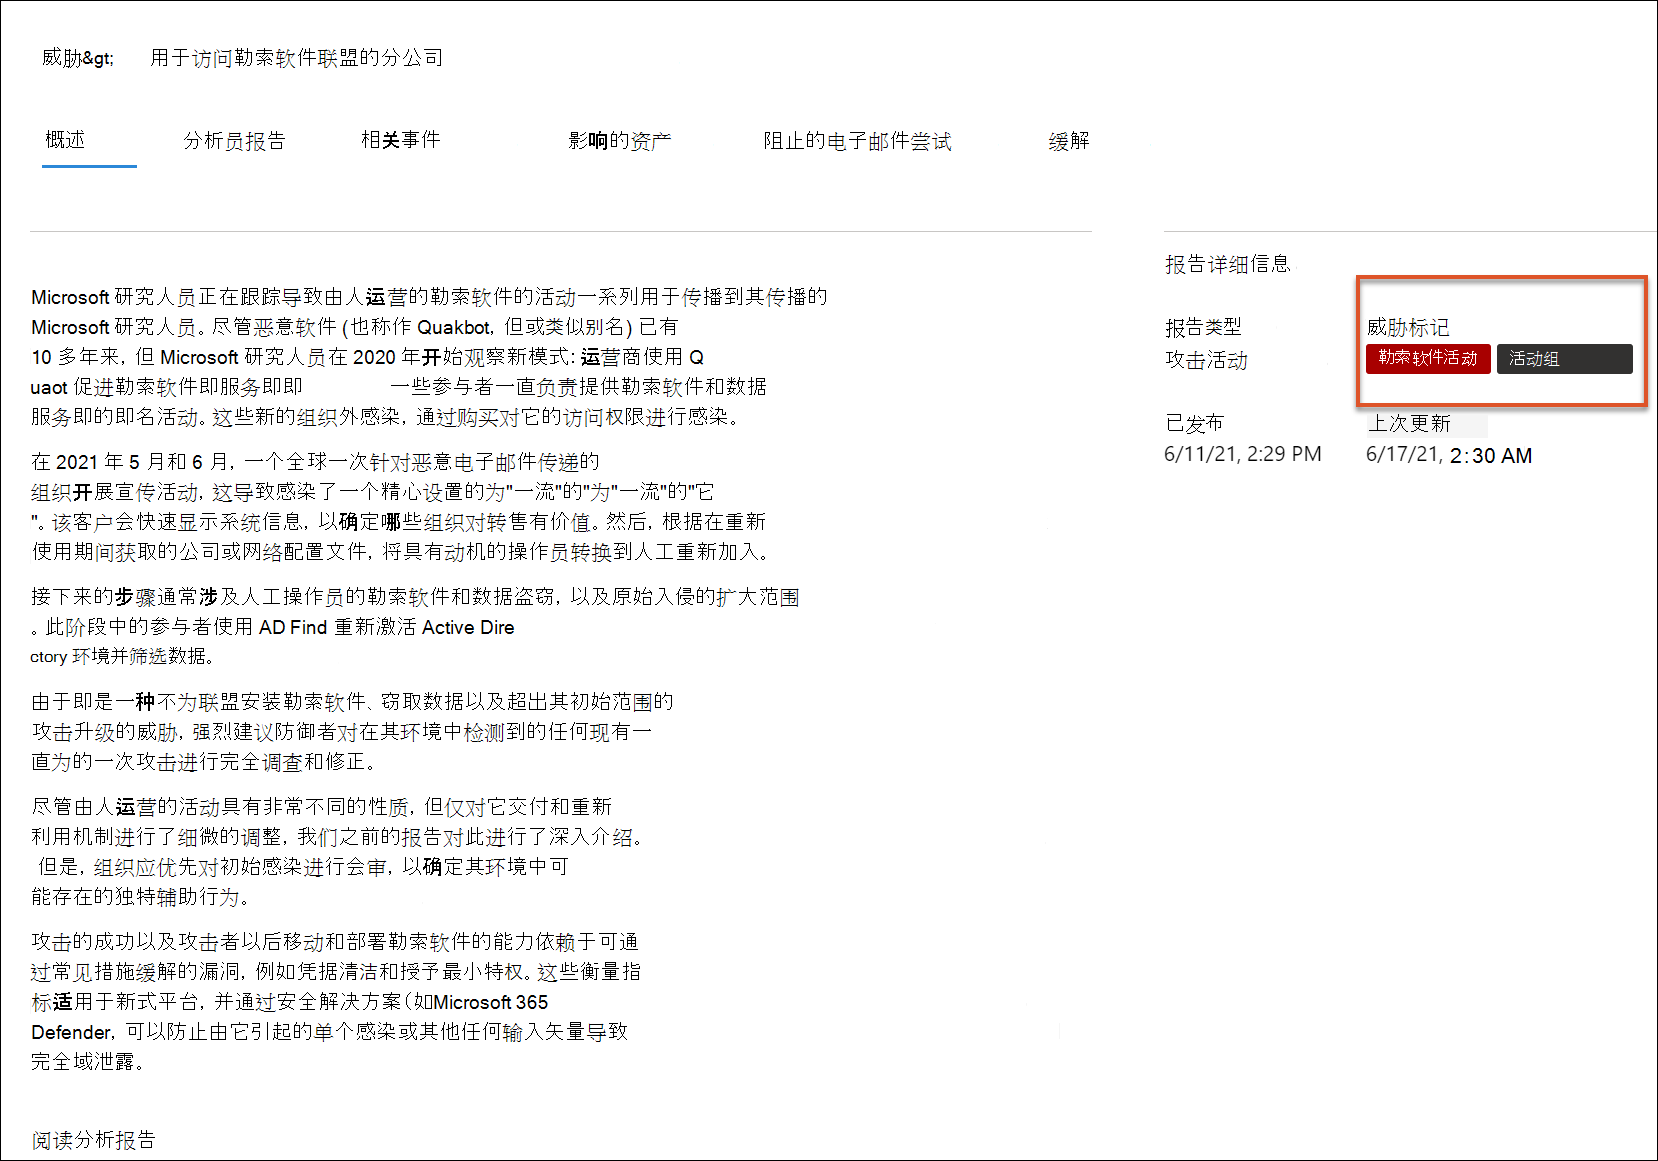 威胁&gt; 用于访问勒索软件联盟的分公司
概述 分析员报告 相关事件 影响的资产 阻止的电子邮件尝试 缓解
Microsoft 研究人员正在跟踪导致由人运营的勒索软件的活动一系列用于传播到其传播的
Microsoft 研究人员。尽管恶意软件 (也称作 Quakbot, 但或类似别名) 已有
10 多年来, 但 Microsoft 研究人员在 2020 年开始观察新模式: 运营商使用 Q
uaot 促进勒索软件即服务即即 一些参与者一直负责提供勒索软件和数据
服务即的即名活动。这些新的组织外感染, 通过购买对它的访问权限进行感染。
在 2021 年 5 月和 6 月, 一个全球一次针对恶意电子邮件传递的
组织开展宣传活动, 这导致感染了一个精心设置的为"一流"的"为"一流"的"它
"。该客户会快速显示系统信息, 以确定哪些组织对转售有价值。然后, 根据在重新
使用期间获取的公司或网络配置文件, 将具有动机的操作员转换到人工重新加入。
接下来的步骤通常涉及人工操作员的勒索软件和数据盗窃, 以及原始入侵的扩大范围
。此阶段中的参与者使用 AD Find 重新激活 Active Dire
ctory 环境并筛选数据。
由于即是一种不为联盟安装勒索软件、窃取数据以及超出其初始范围的
攻击升级的威胁, 强烈建议防御者对在其环境中检测到的任何现有一
直为的一次攻击进行完全调查和修正。
尽管由人运营的活动具有非常不同的性质, 但仅对它交付和重新
利用机制进行了细微的调整, 我们之前的报告对此进行了深入介绍。
但是, 组织应优先对初始感染进行会审, 以确定其环境中可
能存在的独特辅助行为。
攻击的成功以及攻击者以后移动和部署勒索软件的能力依赖于可通
过常见措施缓解的漏洞, 例如凭据清洁和授予最小特权。这些衡量指
标适用于新式平台, 并通过安全解决方案(如Microsoft 365
Defender, 可以防止由它引起的单个感染或其他任何输入矢量导致
完全域泄露。
阅读分析报告
报告详细信息
报告类型
攻击活动
威胁标记
勒索软件活动 活动组
已发布
6/11/21, 2:29 PM
上次更新
6/17/21, 2:30 AM